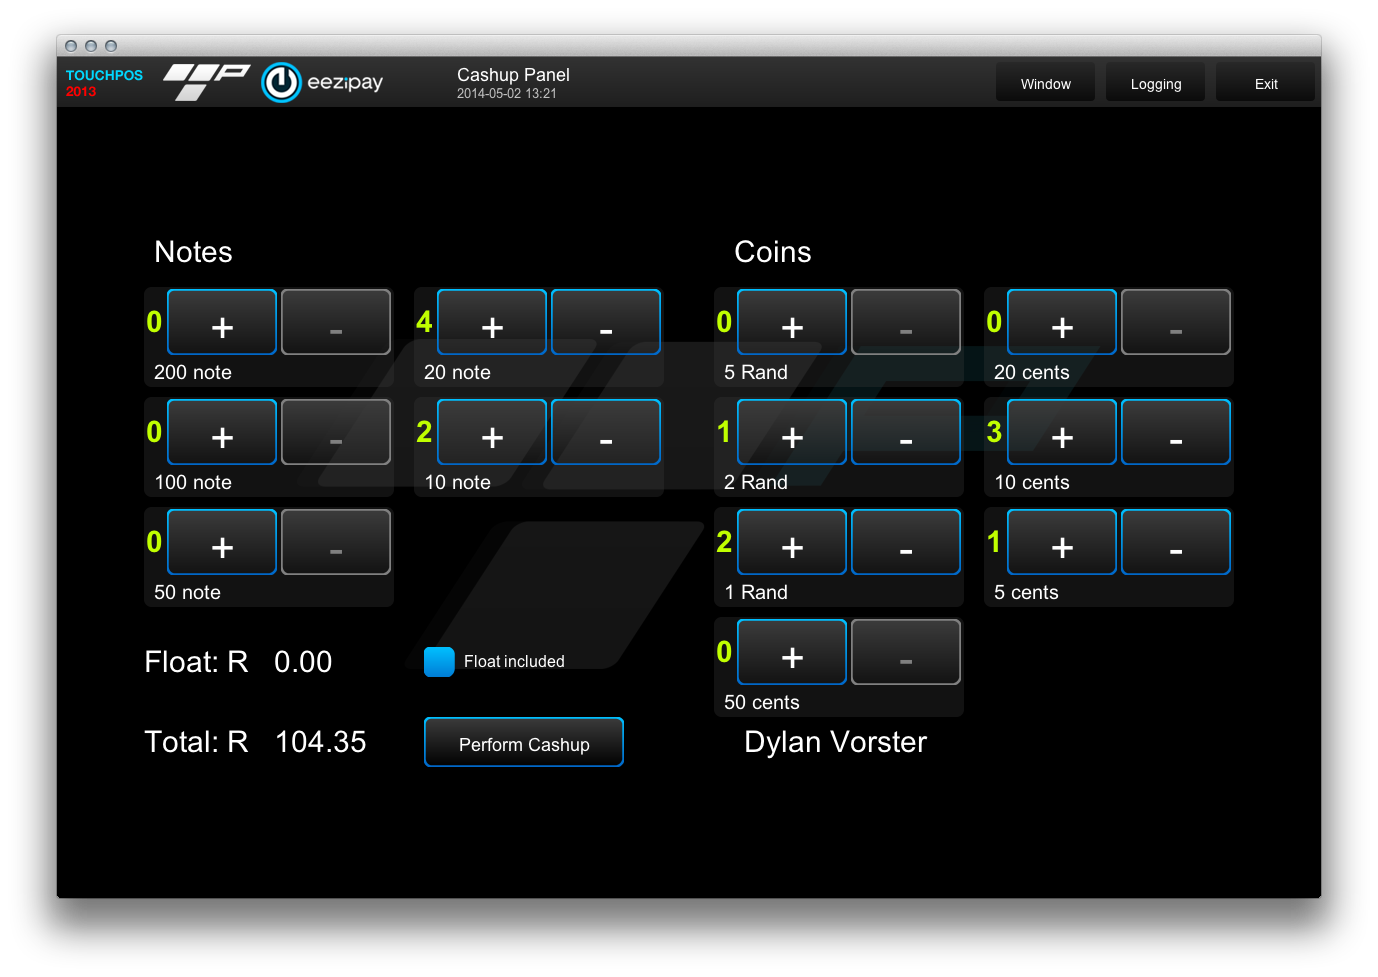 TOUCHPOS
2013
eezipay
Cashup Panel
2014-05-02 13:21
Window
Logging
Exit
Notes
0 + -
200 note
4 + -
20 note
0 + -
100 note
2 + -
10 note
0 + -
50 note
Coins
0 + -
5 Rand
0 + -
20 cents
1 + -
2 Rand
3 + -
10 cents
2 + -
1 Rand
1 + -
5 cents
0 + -
50 cents
Float: R 0.00
Float included
Total: R 104.35
Perform Cashup
Dylan Vorster